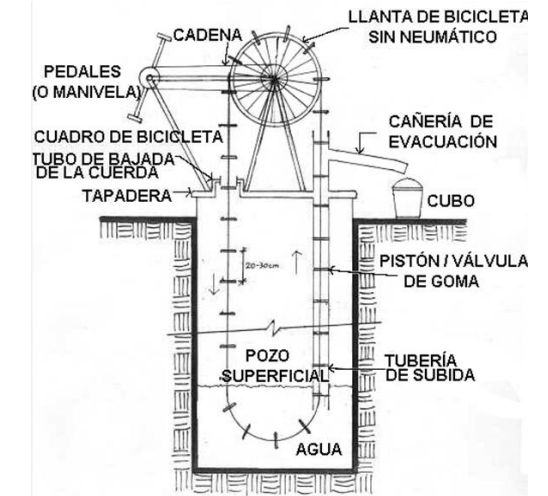 CADENA
LLANTA DE BICICLETA
SIN NEUMÁTICO
PEDALES
(O MANIVELA)
CAÑERÍA DE
EVACUACIÓN
CUADRO DE BICICLETA
TUBO DE BAJADA
DE LA CUERDA
TAPADERA
CUBO
20-30cm
PISTÓN / VÁLVULA
DE GOMA
POZO
SUPERFICIAL
TUBERÍA
DE SUBIDA
AGUA